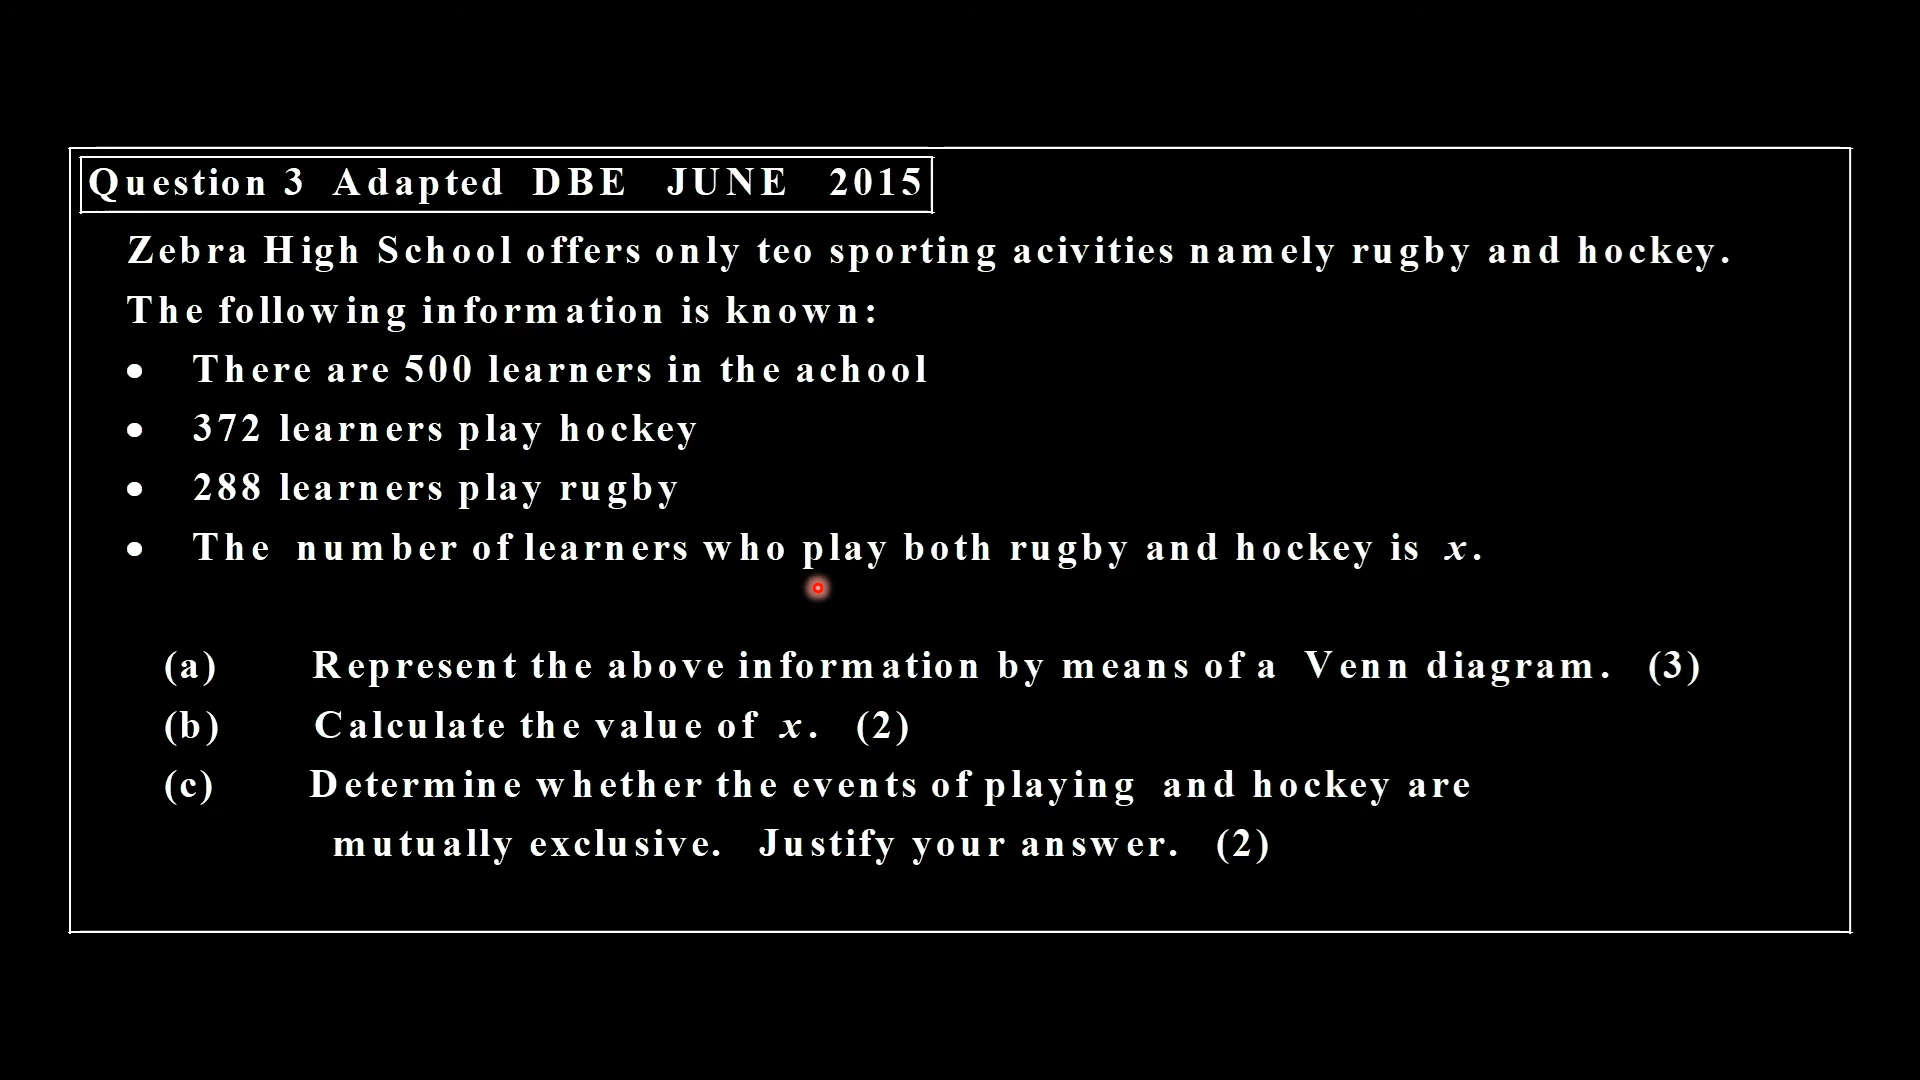 Question 3 Adapted DBE JUNE 2015
Zebra High School offers only teo sporting acivities namely rugby and hockey.
The following information is known:
• There are 500 learners in the achool
• 372 learners play hockey
• 288 learners play rugby
• The number of learners who play both rugby and hockey is x.
(a) Represent the above information by means of a Venn diagram. (3)
(b) Calculate the value of x. (2)
(c) Determine whether the events of playing and hockey are
mutually exclusive. Justify your answer. (2)